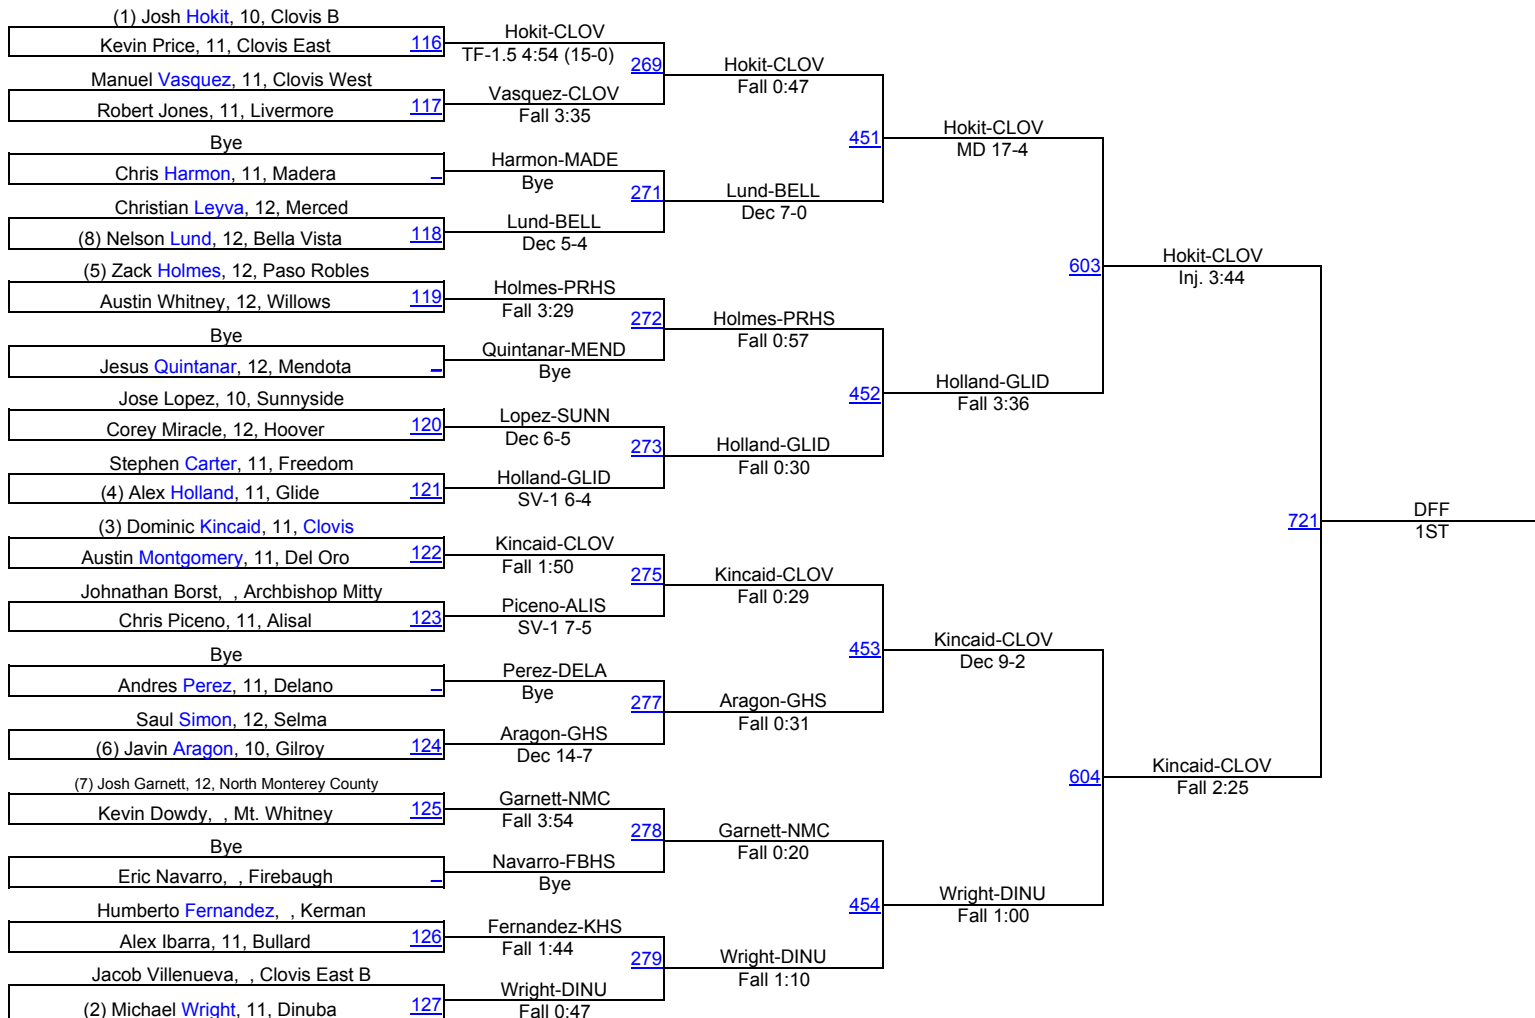 (1) Josh Hokit, 10, Clovis B
Kevin Price, 11, Clovis East
116
Manuel Vasquez, 11, Clovis West
Robert Jones, 11, Livermore
117
Bye
Chris Harmon, 11, Madera
–
Christian Leyva, 12, Merced
(8) Nelson Lund, 12, Bella Vista
118
(5) Zack Holmes, 12, Paso Robles
Austin Whitney, 12, Willows
119
Bye
Jesus Quintanar, 12, Mendota
–
Jose Lopez, 10, Sunnyside
Corey Miracle, 12, Hoover
120
Stephen Carter, 11, Freedom
(4) Alex Holland, 11, Glide
121
(3) Dominic Kincaid, 11, Clovis
Austin Montgomery, 11, Del Oro
122
Johnathan Borst, , Archbishop Mitty
Chris Piceno, 11, Alisal
123
Bye
Andres Perez, 11, Delano
–
Saul Simon, 12, Selma
(6) Javin Aragon, 10, Gilroy
124
(7) Josh Garnett, 12, North Monterey County
Kevin Dowdy, , Mt. Whitney
125
Bye
Eric Navarro, , Firebaugh
–
Humberto Fernandez, , Kerman
Alex Ibarra, 11, Bullard
126
Jacob Villenueva, , Clovis East B
(2) Michael Wright, 11, Dinuba
127
Hokit-CLOV
TF-1.5 4:54 (15-0)
269
Vasquez-CLOV
Fall 3:35
Harmon-MADE
Bye
271
Lund-BELL
Dec 5-4
Holmes-PRHS
Fall 3:29
272
Quintanar-MEND
Bye
Lopez-SUNN
Dec 6-5
273
Holland-GLID
SV-1 6-4
Kincaid-CLOV
Fall 1:50
275
Piceno-ALIS
SV-1 7-5
Perez-DELA
Bye
277
Aragon-GHS
Dec 14-7
Garnett-NMC
Fall 3:54
278
Navarro-FBHS
Bye
Fernandez-KHS
Fall 1:44
279
Wright-DINU
Fall 0:47
Hokit-CLOV
Fall 0:47
451
Lund-BELL
Dec 7-0
Holmes-PRHS
Fall 0:57
452
Holland-GLID
Fall 0:30
Kincaid-CLOV
Fall 0:29
453
Aragon-GHS
Fall 0:31
Garnett-NMC
Fall 0:20
454
Wright-DINU
Fall 1:10
Hokit-CLOV
MD 17-4
603
Holland-GLID
Fall 3:36
Kincaid-CLOV
Dec 9-2
604
Wright-DINU
Fall 1:00
Hokit-CLOV
Inj. 3:44
721
Kincaid-CLOV
Fall 2:25
DFF
1ST